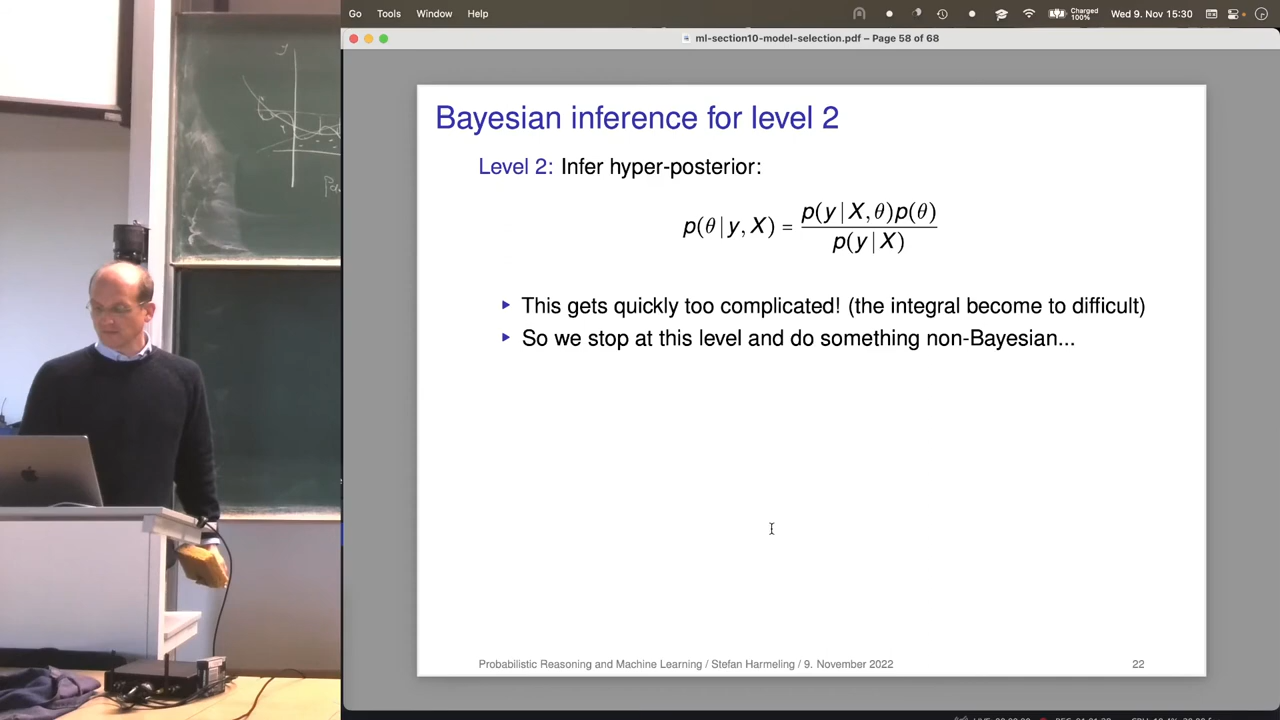 Go Tools Window Help
Charged 100% Wed 9. Nov 15:30
ml-section10-model-selection.pdf – Page 58 of 68
y
Bayesian inference for level 2
Level 2: Infer hyper-posterior:
p(θ | y, X) = p(y | X, θ)p(θ) / p(y | X)
▸ This gets quickly too complicated! (the integral become to difficult)
▸ So we stop at this level and do something non-Bayesian...
Probabilistic Reasoning and Machine Learning / Stefan Harmeling / 9. November 2022 22